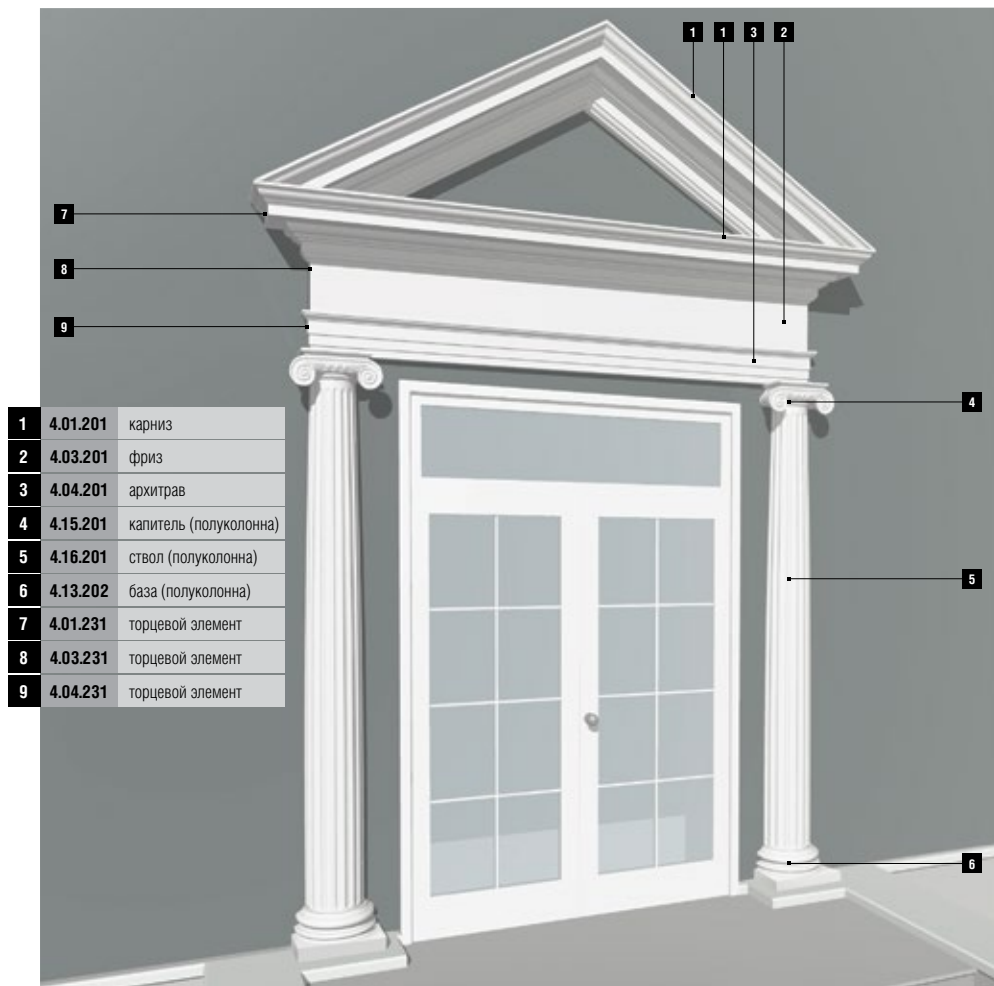 1 1 3 2
7
8
9
4
1 4.01.201 карниз
2 4.03.201 фриз
3 4.04.201 архитрав
4 4.15.201 капитель (полуколонна)
5 4.16.201 ствол (полуколонна)
6 4.13.202 база (полуколонна)
7 4.01.231 торцевой элемент
8 4.03.231 торцевой элемент
9 4.04.231 торцевой элемент
5
6